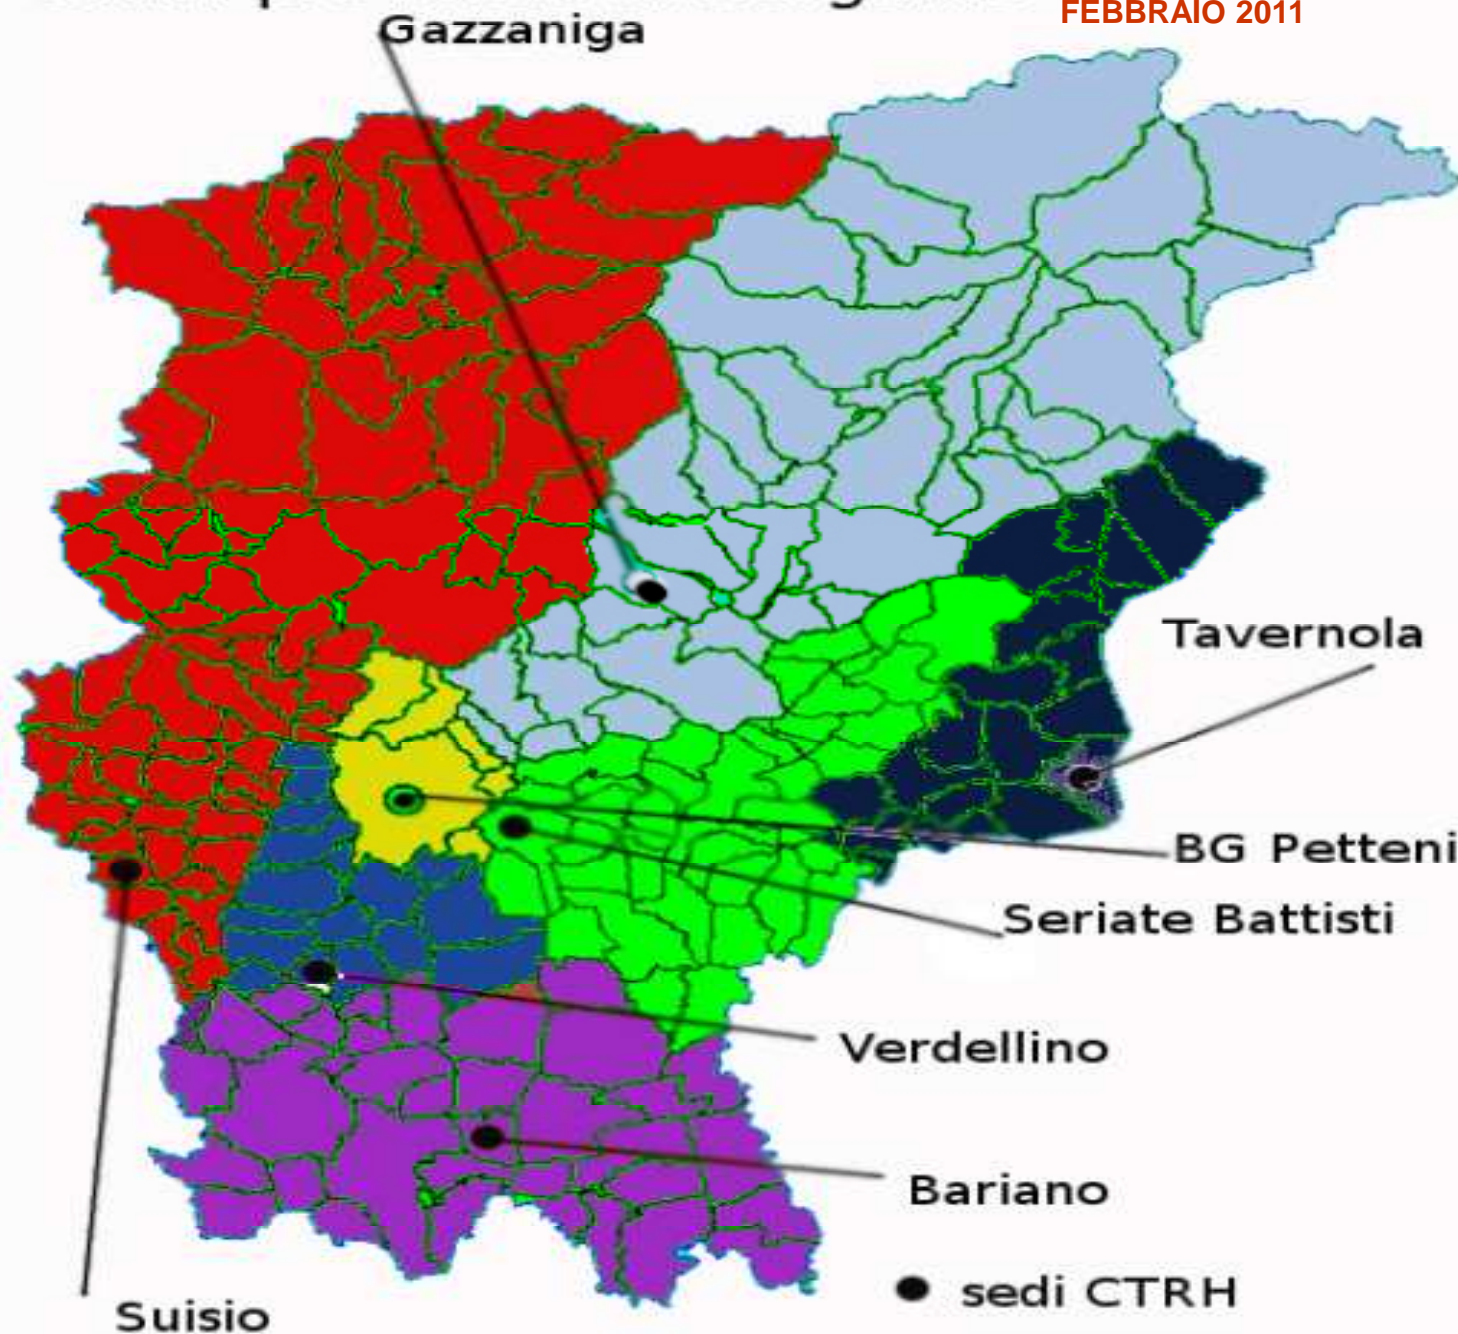 FEBBRAIO 2011
Gazzaniga
Tavernola
BG Petteni
Seriate Battisti
Verdellino
Bariano
sedi CTRH
Suisio